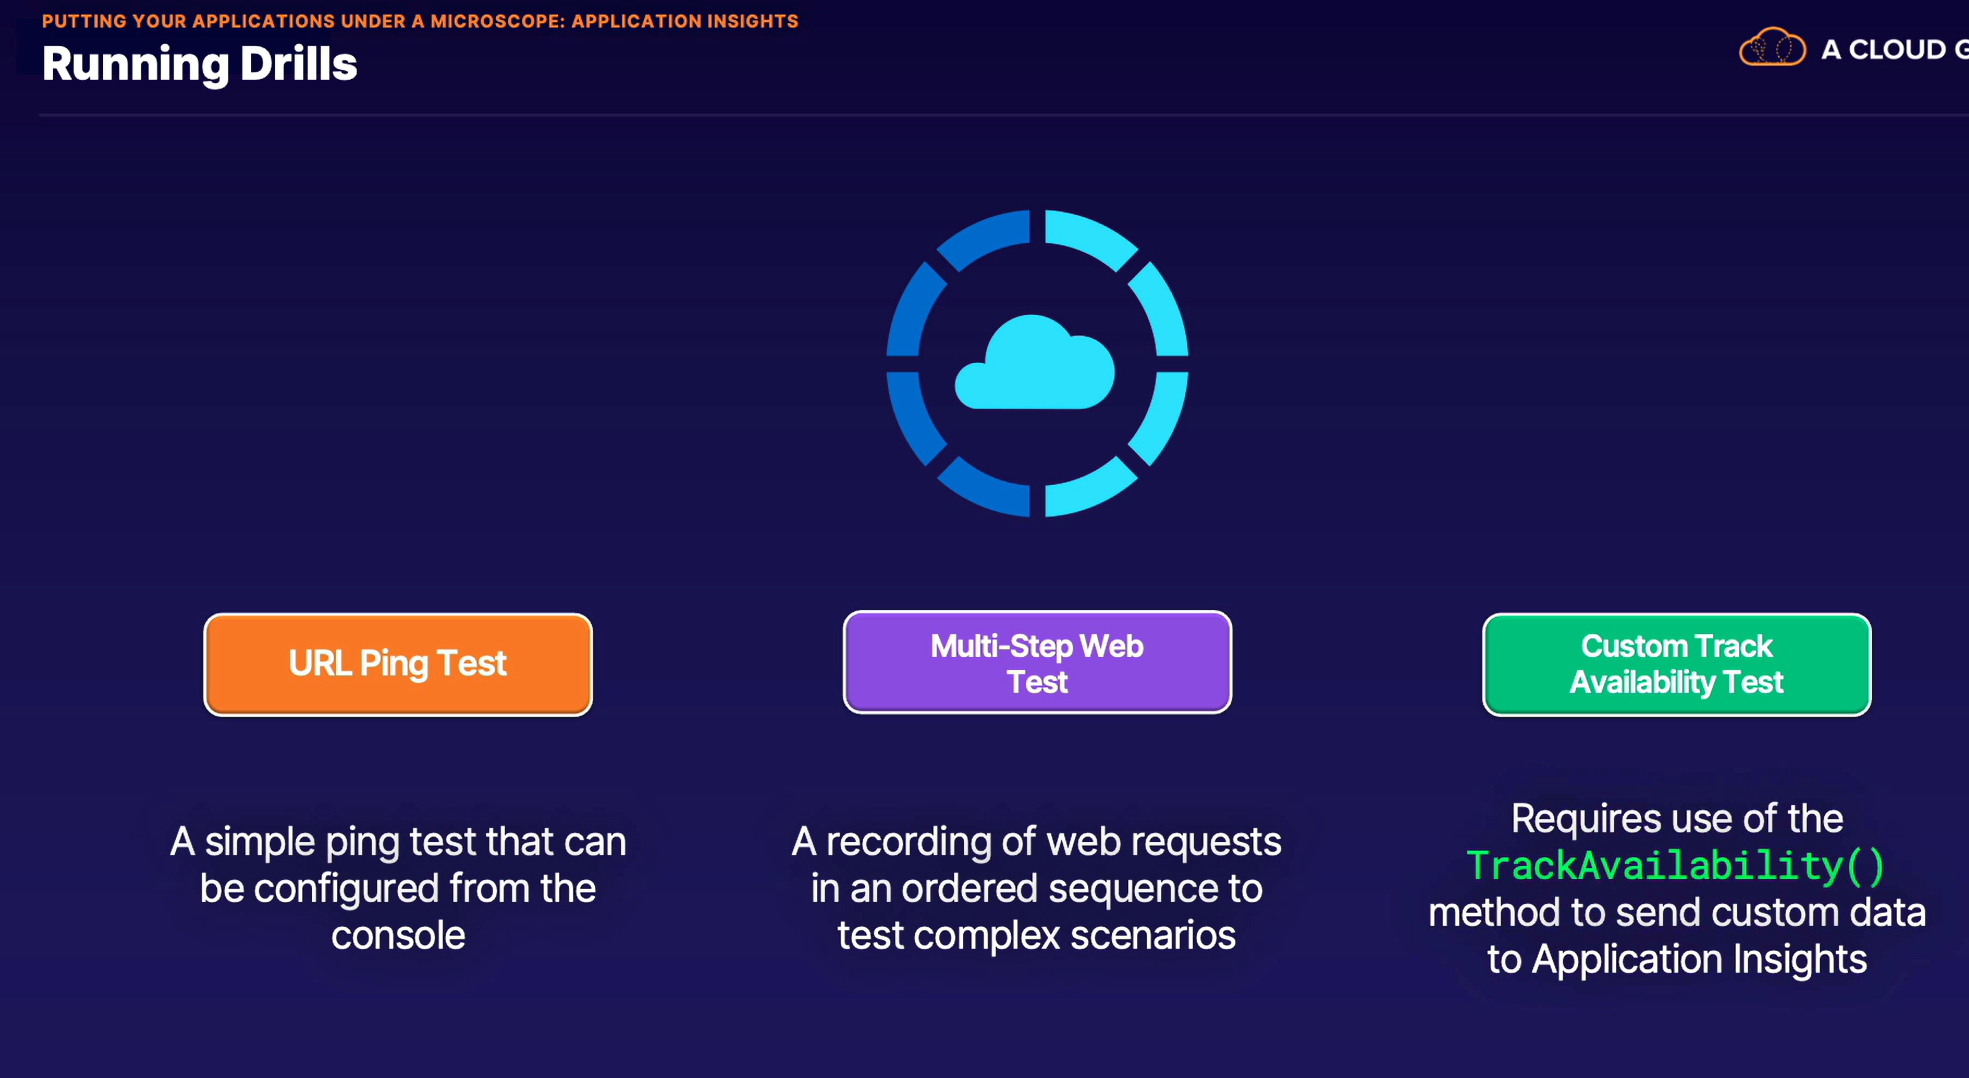 PUTTING YOUR APPLICATIONS UNDER A MICROSCOPE: APPLICATION INSIGHTS
Running Drills
A CLOUD G
URL Ping Test
A simple ping test that can
be configured from the
console
Multi-Step Web
Test
A recording of web requests
in an ordered sequence to
test complex scenarios
Custom Track
Availability Test
Requires use of the
TrackAvailability()
method to send custom data
to Application Insights